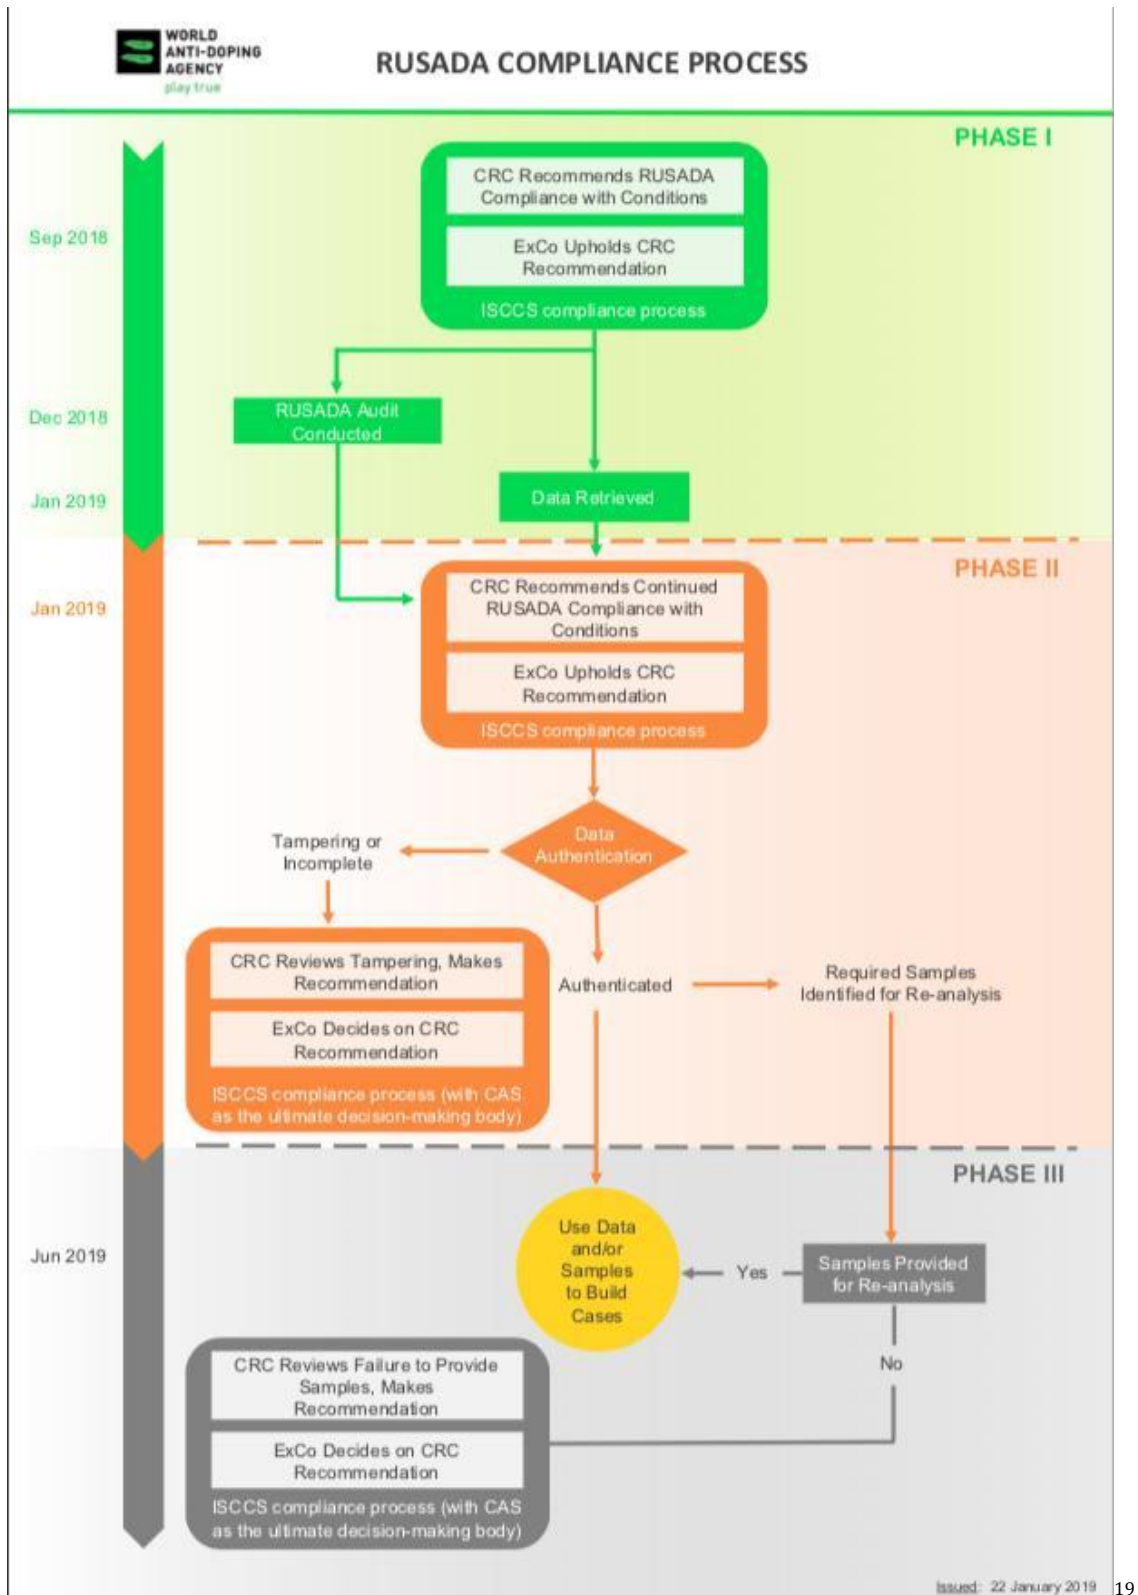 WORLD
ANTI-DOPING
AGENCY
play true
RUSADA COMPLIANCE PROCESS
PHASE I
CRC Recommends RUSADA
Compliance with Conditions
Sep 2018
ExCo Upholds CRC
Recommendation
ISCCS compliance process
Dec 2018
RUSADA Audit
Conducted
Jan 2019
Data Retrieved
PHASE II
Jan 2019
CRC Recommends Continued
RUSADA Compliance with
Conditions
ExCo Upholds CRC
Recommendation
ISCCS compliance process
Data
Authentication
Tampering or
Incomplete
CRC Reviews Tampering, Makes
Recommendation
ExCo Decides on CRC
Recommendation
ISCCS compliance process (with CAS
as the ultimate decision-making body)
Authenticated
Required Samples
Identified for Re-analysis
PHASE III
Jun 2019
Use Data
and/or
Samples
to Build
Cases
Yes
Samples Provided
for Re-analysis
No
CRC Reviews Failure to Provide
Samples, Makes
Recommendation
ExCo Decides on CRC
Recommendation
ISCCS compliance process (with CAS
as the ultimate decision-making body)
Issued: 22 January 2019
19